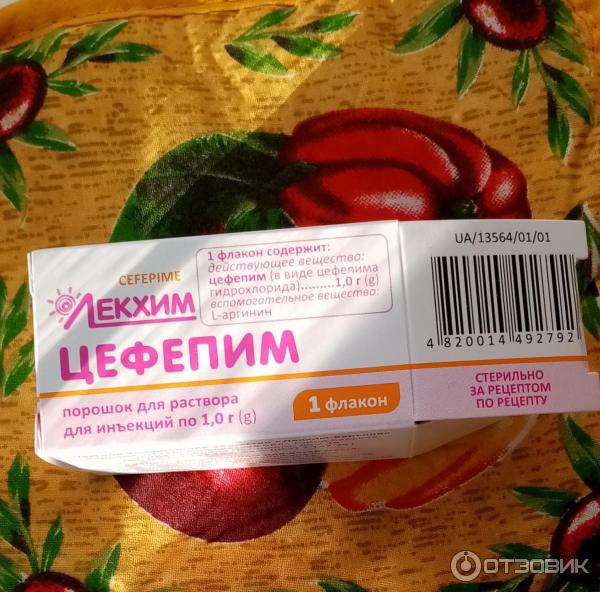 CEFEPIME
ЛЕКХИМ
ЦЕФЕПИМ
порошок для раствора
для инъекций по 1,0 г (g)
1 флакон содержит:
действующее вещество:
цефепим (в виде цефепима
гидрохлорида).........1,0 г (g)
вспомогательное вещество:
L-аргинин
1 флакон
UA/13564/01/01
4 820014 492792
СТЕРИЛЬНО
ЗА РЕЦЕПТОМ
ПО РЕЦЕПТУ
ОТЗОВИК